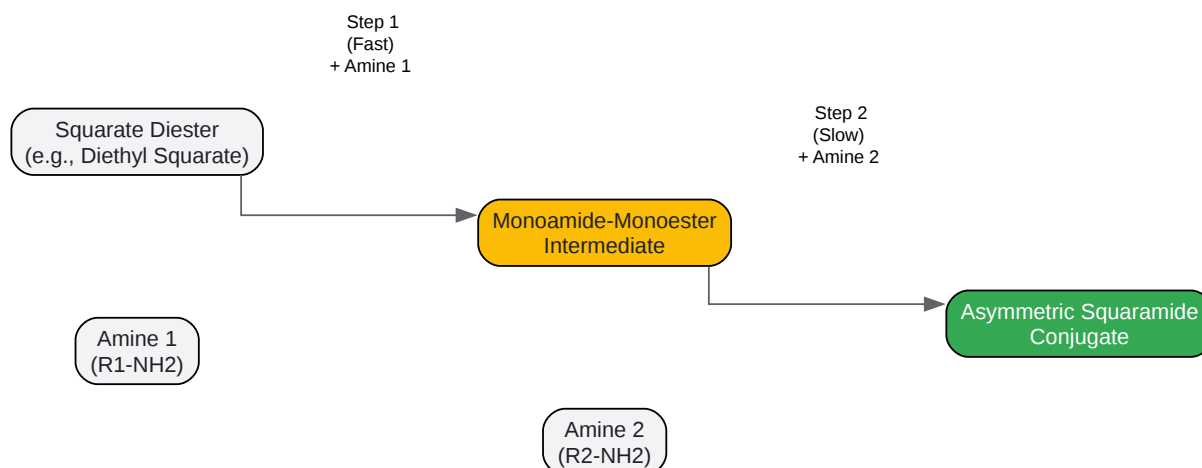 Step 1
(Fast)
+ Amine 1
Squarate Diester
(e.g., Diethyl Squarate)
Step 2
(Slow)
+ Amine 2
Monoamide-Monoester
Intermediate
Asymmetric Squaramide
Conjugate
Amine 1
(R1-NH2)
Amine 2
(R2-NH2)